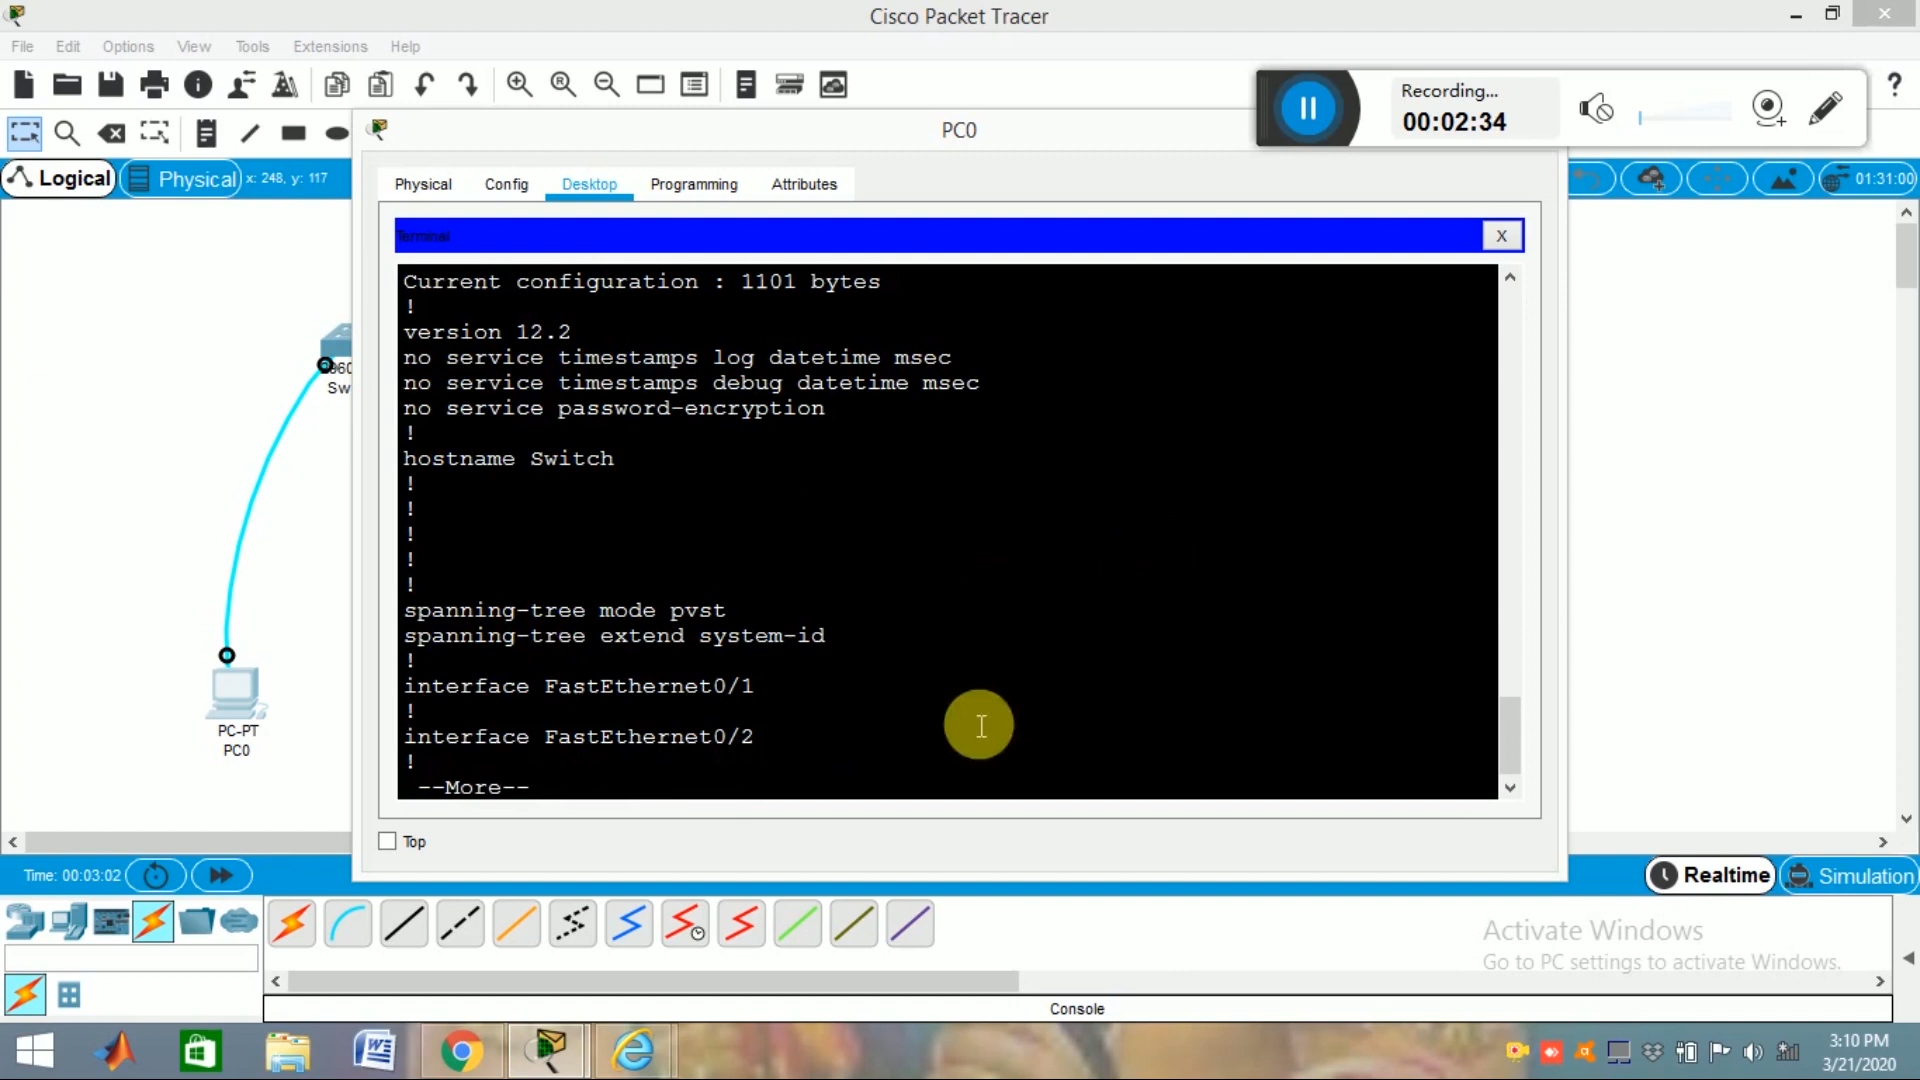 Cisco Packet Tracer
File Edit Options View Tools Extensions Help
Recording...
00:02:34
PC0
Logical
Physical
x: 248, y: 117
01:31:00
Physical Config Desktop Programming Attributes
Terminal
X
Current configuration : 1101 bytes
!
version 12.2
no service timestamps log datetime msec
no service timestamps debug datetime msec
no service password-encryption
!
hostname Switch
!
!
!
!
!
spanning-tree mode pvst
spanning-tree extend system-id
!
interface FastEthernet0/1
!
interface FastEthernet0/2
!
--More--
960
Sw
PC-PT
PC0
Top
Time: 00:03:02
Realtime
Simulation
Activate Windows
Go to PC settings to activate Windows.
Console
3:10 PM
3/21/2020